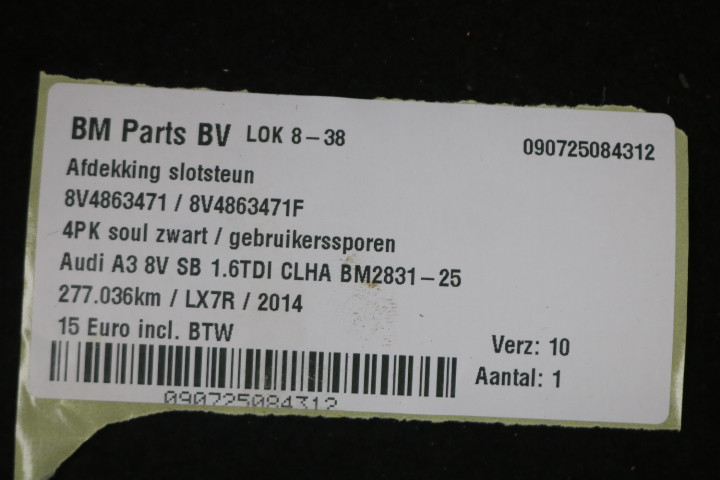 BM Parts BV LOK 8-38 090725084312
Afdekking slotsteun
8V4863471 / 8V4863471F
4PK soul zwart / gebruikerssporen
Audi A3 8V SB 1.6TDI CLHA BM2831-25
277.036km / LX7R / 2014
15 Euro incl. BTW
Verz: 10
Aantal: 1
090725084312